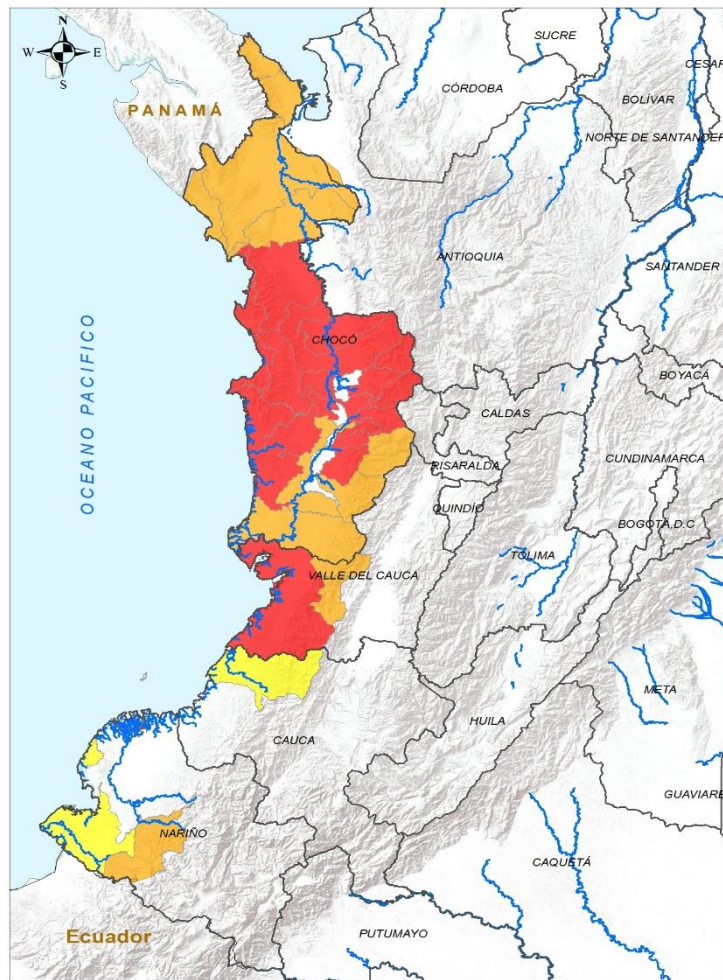 N
W E
S
SUCRE
CESAR
CÓRDOBA
BOLÍVAR
PANAMÁ
NORTE DE SANTANDER
ANTIOQUIA
SANTANDER
OCEANO PACIFICO
CHOCÓ
BOYACÁ
CALDAS
CUNDINAMARCA
RISARALDA
QUINDÍO
BOGOTÁ, D.C
TOLIMA
VALLE DEL CAUCA
META
HUILA
CAUCA
GUAVIARE
NARIÑO
CAQUETÁ
Ecuador
PUTUMAYO